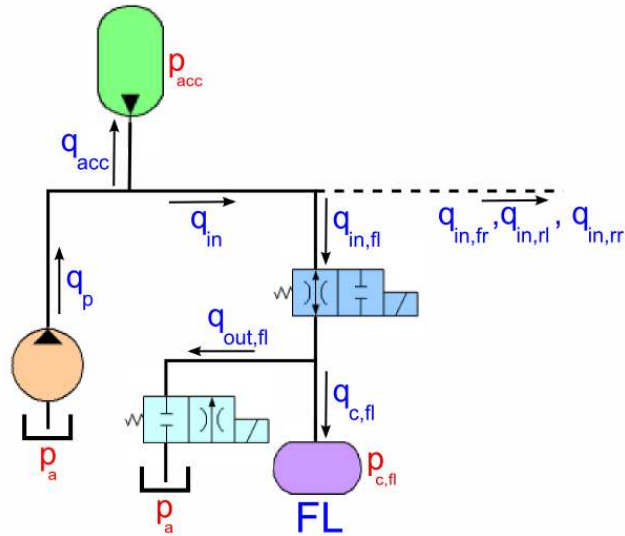 p_acc
q_acc
q_in
q_in,fl
q_in,fr , q_in,rl , q_in,rr
q_p
q_out,fl
q_c,fl
p_a
p_a
p_c,fl
FL